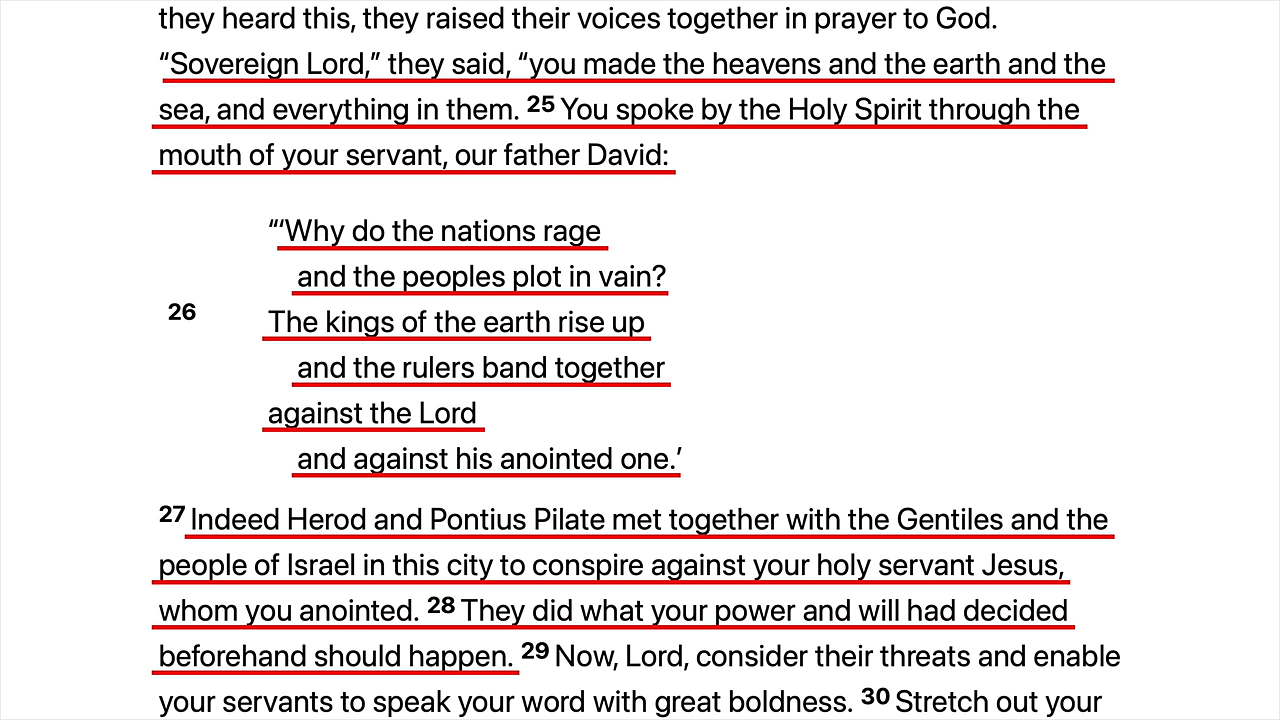 they heard this, they raised their voices together in prayer to God.
“Sovereign Lord,” they said, “you made the heavens and the earth and the
sea, and everything in them. 25 You spoke by the Holy Spirit through the
mouth of your servant, our father David:
“‘Why do the nations rage
and the peoples plot in vain?
26 The kings of the earth rise up
and the rulers band together
against the Lord
and against his anointed one.’
27 Indeed Herod and Pontius Pilate met together with the Gentiles and the
people of Israel in this city to conspire against your holy servant Jesus,
whom you anointed. 28 They did what your power and will had decided
beforehand should happen. 29 Now, Lord, consider their threats and enable
your servants to speak your word with great boldness. 30 Stretch out your